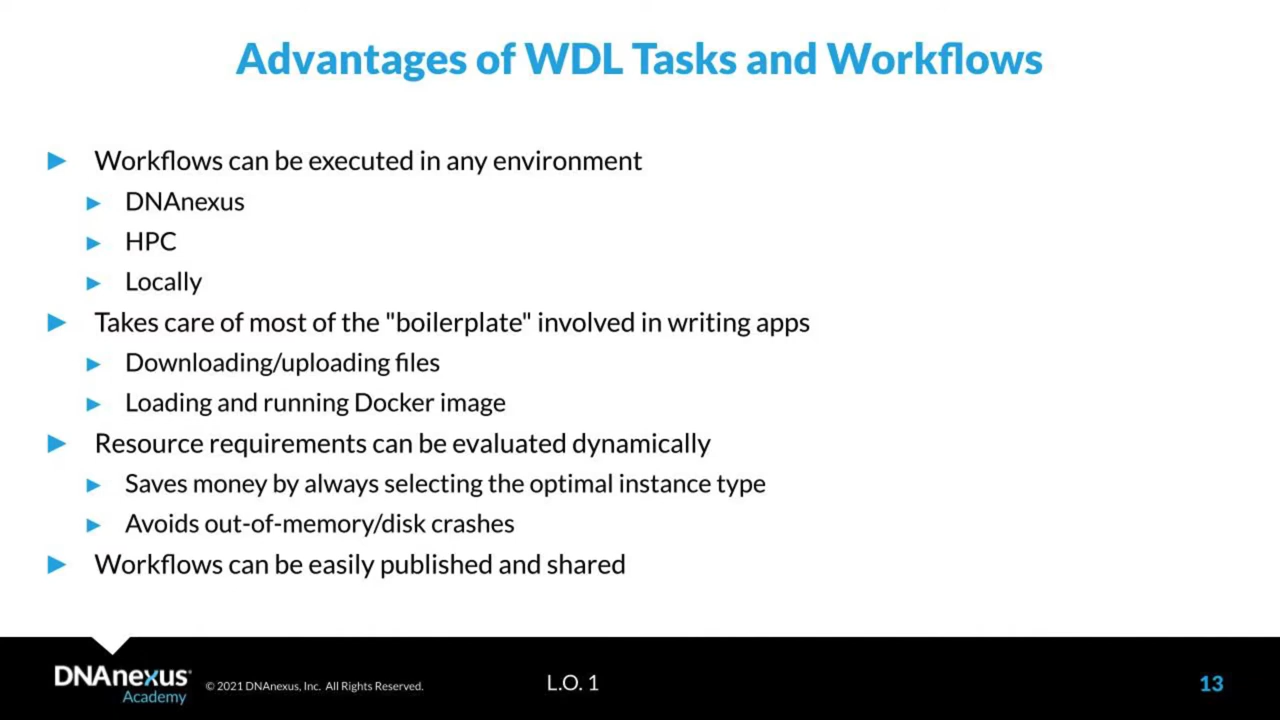 Advantages of WDL Tasks and Workflows
Workflows can be executed in any environment
DNAnexus
HPC
Locally
Takes care of most of the "boilerplate" involved in writing apps
Downloading/uploading files
Loading and running Docker image
Resource requirements can be evaluated dynamically
Saves money by always selecting the optimal instance type
Avoids out-of-memory/disk crashes
Workflows can be easily published and shared
DNAnexus
Academy
© 2021 DNAnexus, Inc. All Rights Reserved.
L.O. 1
13